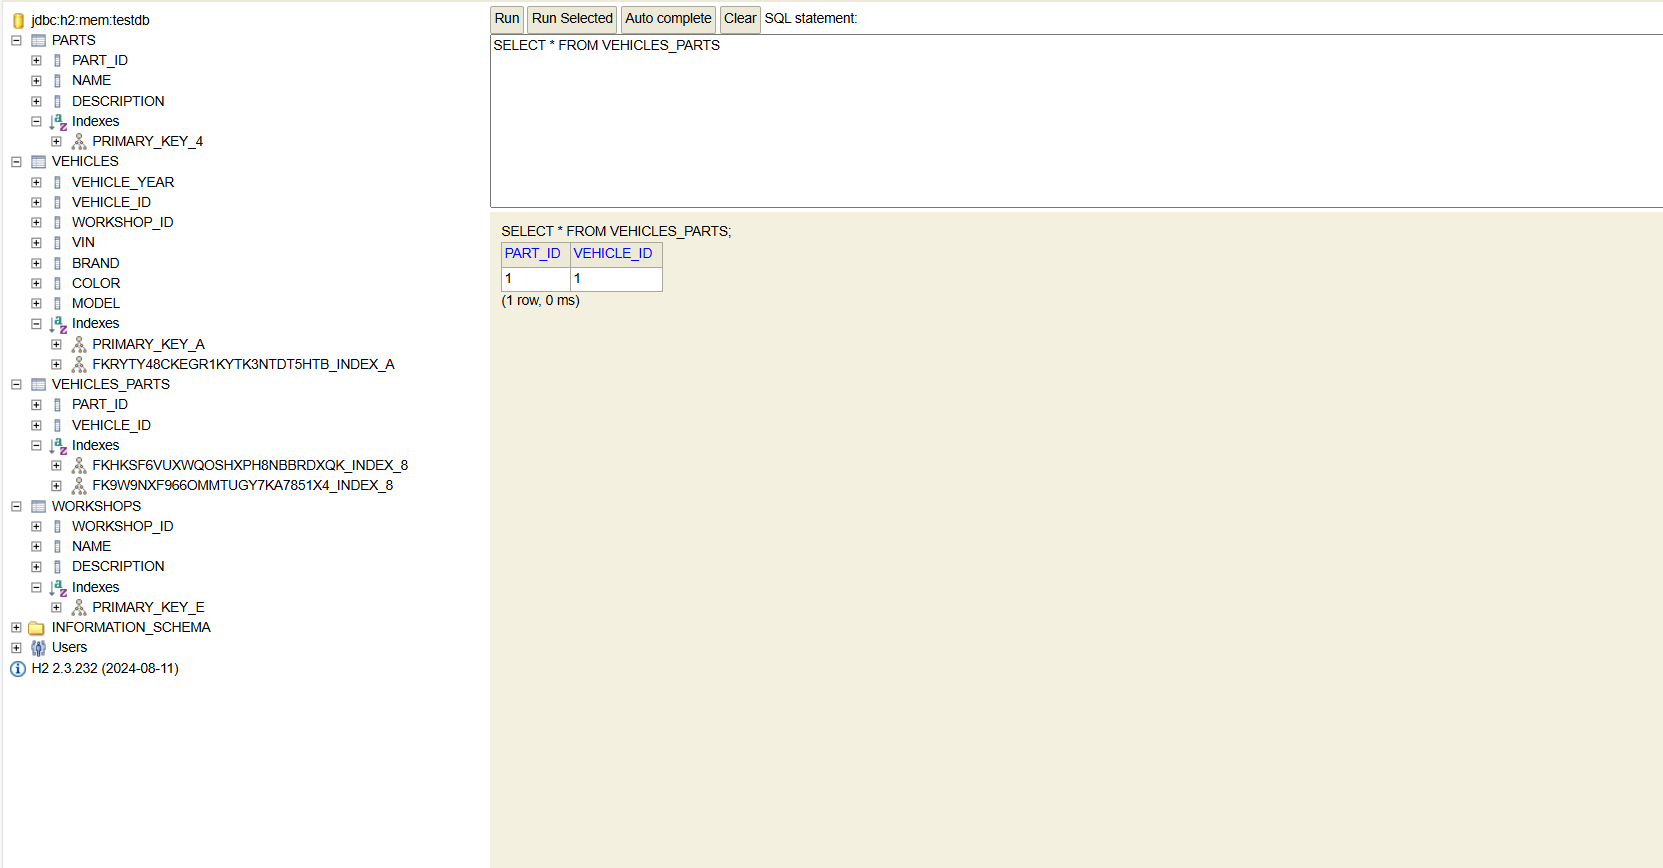 jdbc:h2:mem:testdb
PARTS
PART_ID
NAME
DESCRIPTION
Indexes
PRIMARY_KEY_4
VEHICLES
VEHICLE_YEAR
VEHICLE_ID
WORKSHOP_ID
VIN
BRAND
COLOR
MODEL
Indexes
PRIMARY_KEY_A
FKRYTY48CKEGR1KYTK3NTDT5HTB_INDEX_A
VEHICLES_PARTS
PART_ID
VEHICLE_ID
Indexes
FKHKSF6VUXWQOSHXPH8NBBRDXQK_INDEX_8
FK9W9NXF966OMMTUGY7KA7851X4_INDEX_8
WORKSHOPS
WORKSHOP_ID
NAME
DESCRIPTION
Indexes
PRIMARY_KEY_E
INFORMATION_SCHEMA
Users
H2 2.3.232 (2024-08-11)
Run Run Selected Auto complete Clear SQL statement:
SELECT * FROM VEHICLES_PARTS
SELECT * FROM VEHICLES_PARTS;
PART_ID VEHICLE_ID
1 1
(1 row, 0 ms)